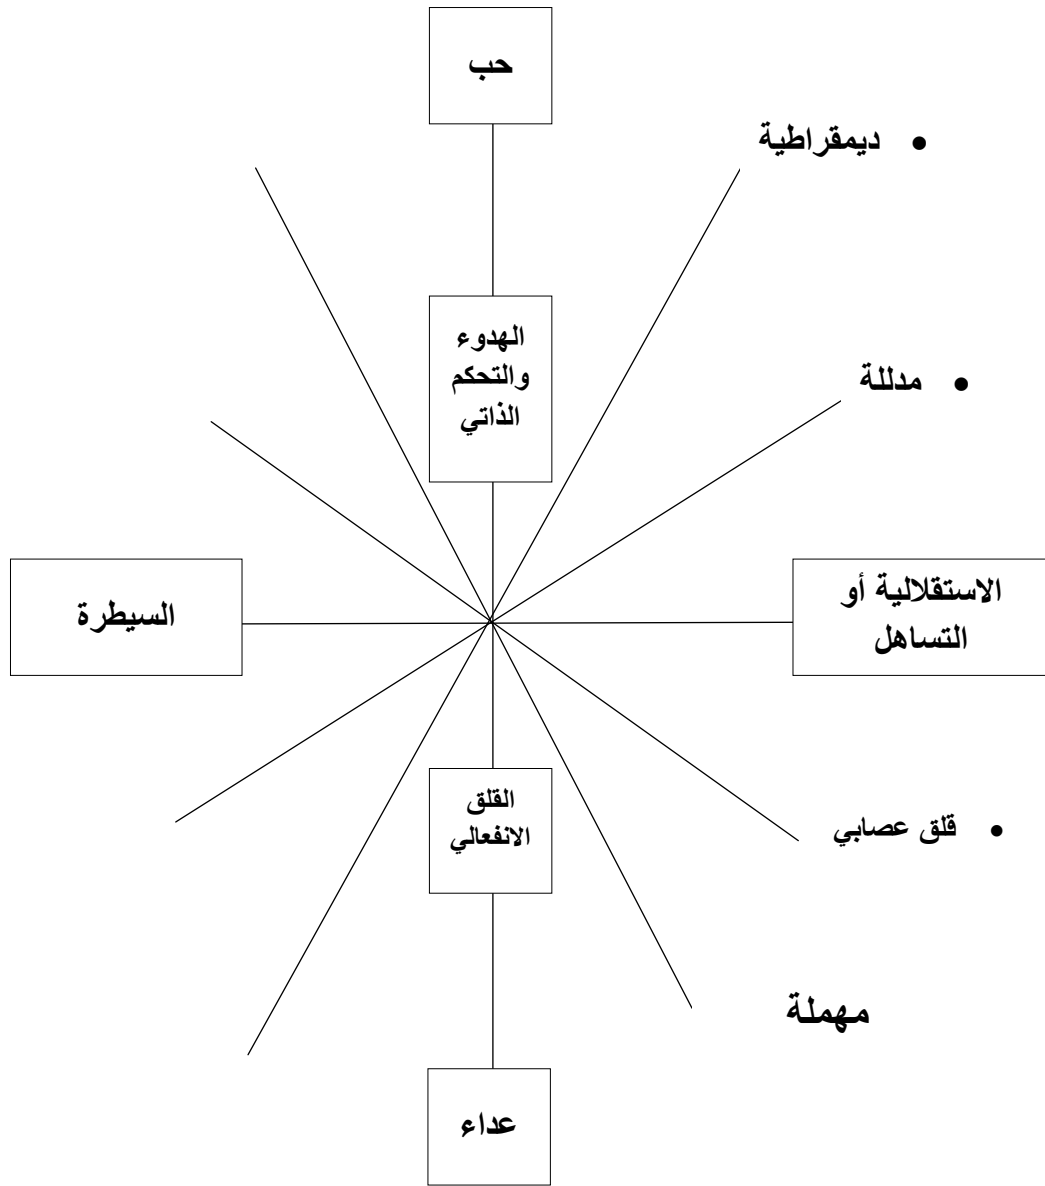 حب
• ديمقراطية
الهدوء
والتحكم
الذاتي
• مدللة
الاستقلالية أو
التساهل
السيطرة
القلق
الانفعالي
• قلق عصابي
مهملة
عداء